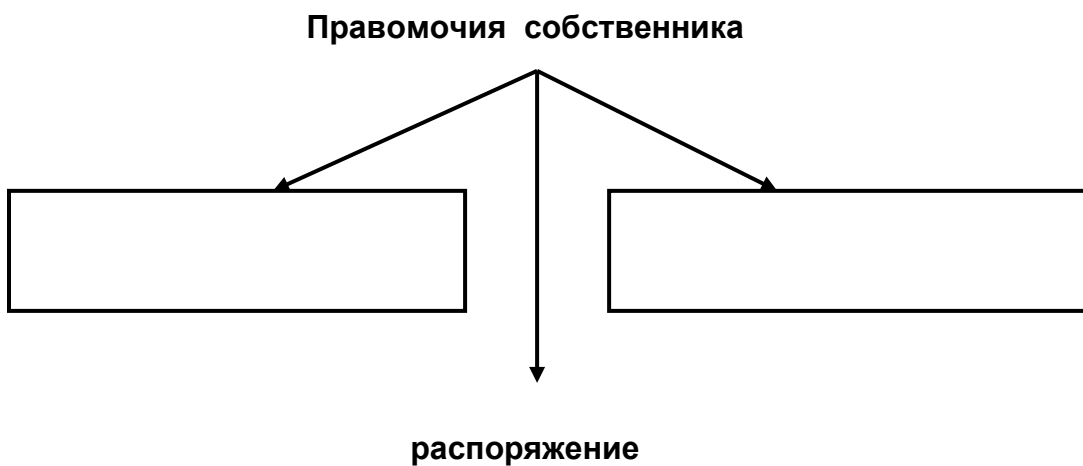 Правомочия собственника
распоряжение